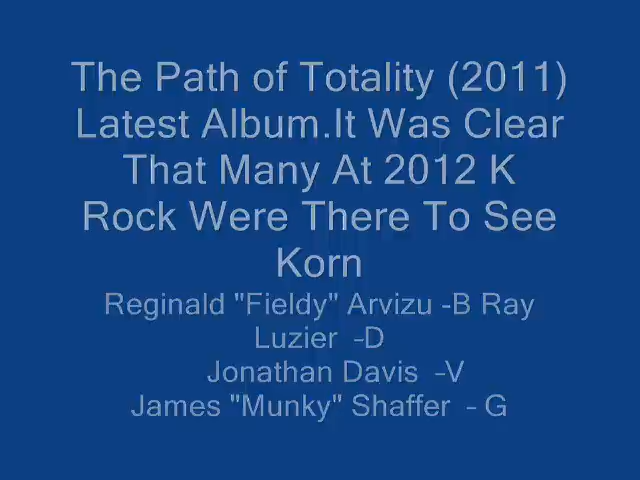 The Path of Totality (2011)
Latest Album.It Was Clear
That Many At 2012 K
Rock Were There To See
Korn
Reginald "Fieldy" Arvizu -B Ray
Luzier  –D
Jonathan Davis  –V
James "Munky" Shaffer  - G